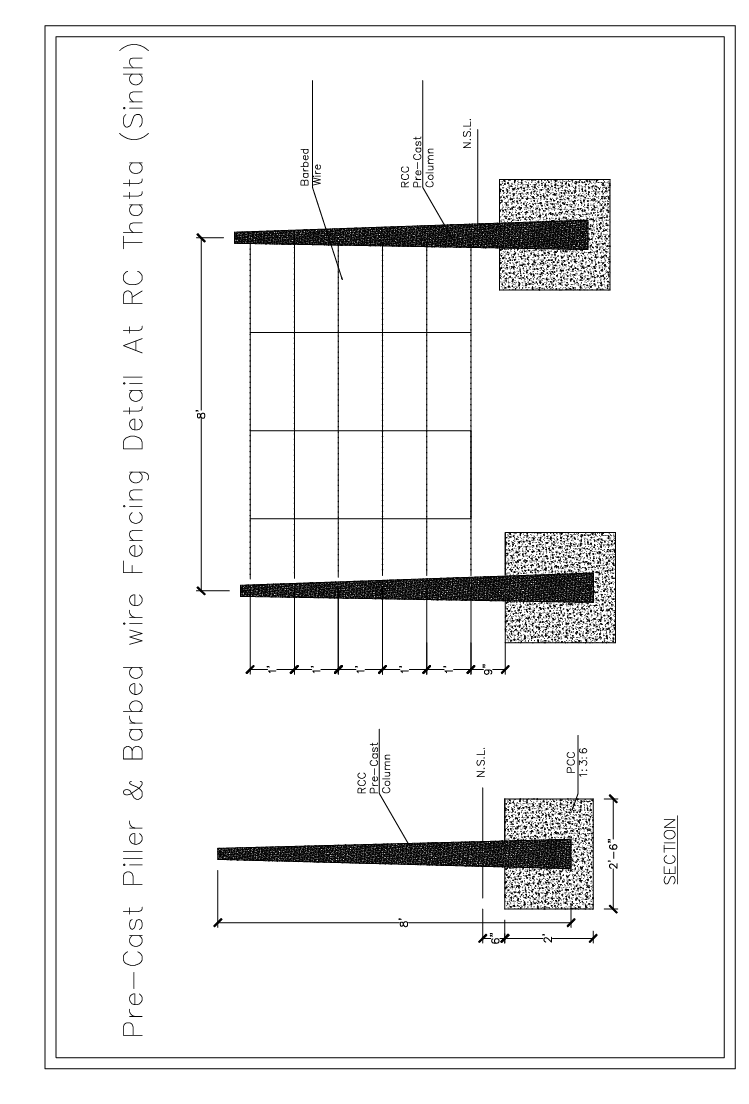 Pre-Cast Piller & Barbed wire Fencing Detail At RC Thatta (Sindh)
8'
6"
2'
2'-6"
RCC
Pre-Cast
Column
N.S.L.
PCC
1:3:6
SECTION
1'
1'
1'
1'
1'
9"
8'
Barbed
Wire
RCC
Pre-Cast
Column
N.S.L.